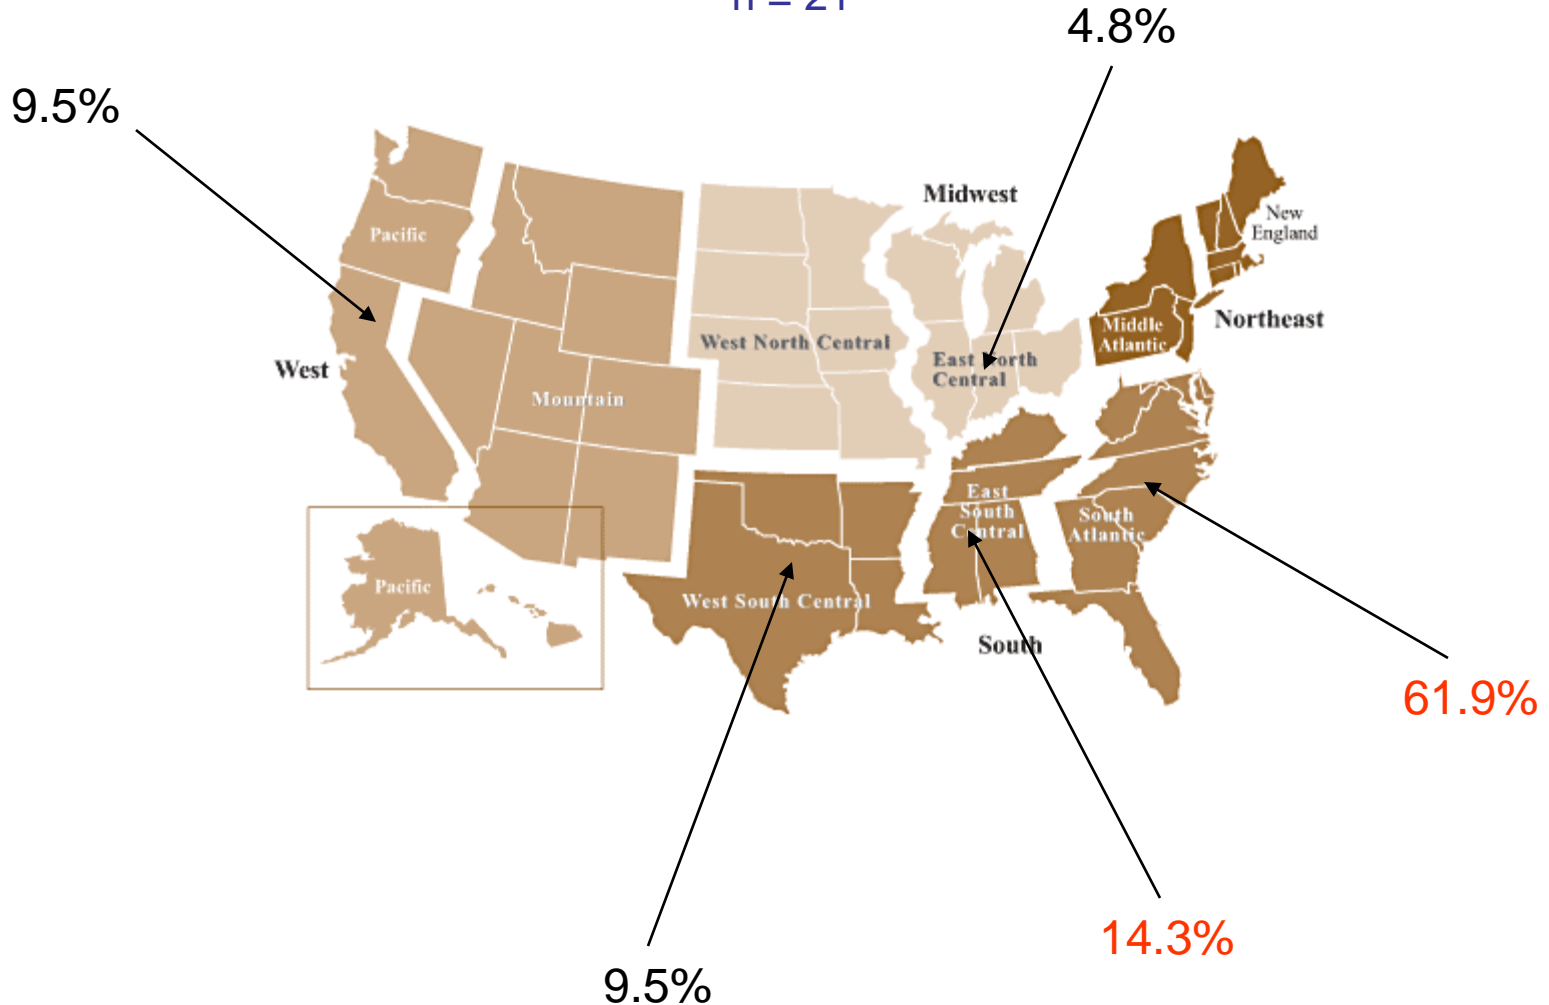 n = 21
4.8%
9.5%
Midwest
New
England
Pacific
Middle
Atlantic
Northeast
West North Central
East North
Central
West
Mountain
East
South
Central
South
Atlantic
Pacific
West South Central
South
61.9%
14.3%
9.5%